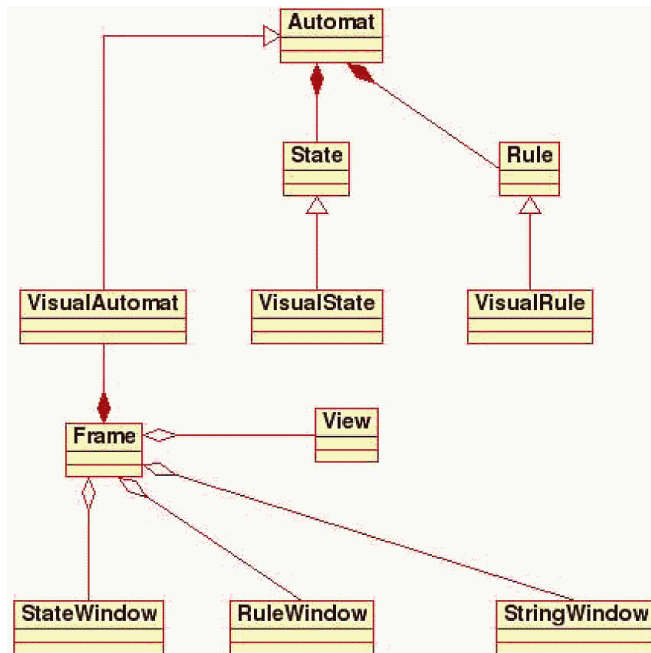 Automat
State
Rule
VisualAutomat
VisualState
VisualRule
View
Frame
StateWindow
RuleWindow
StringWindow